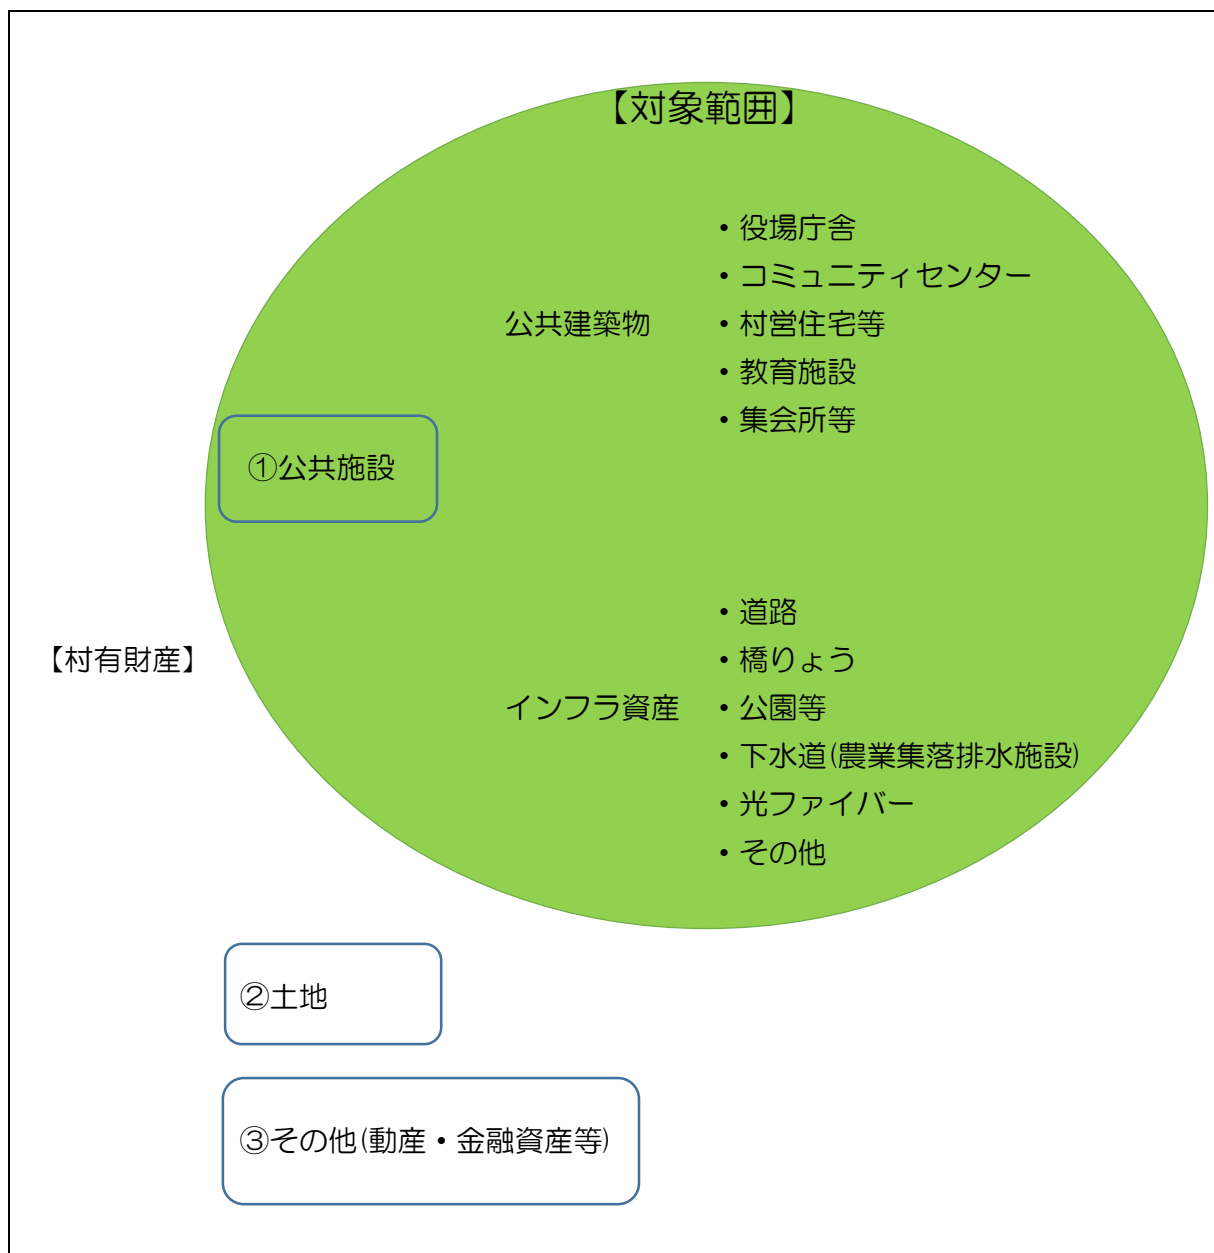 【対象範囲】
・役場庁舎
・コミュニティセンター
公共建築物
・村営住宅等
・教育施設
・集会所等
①公共施設
・道路
【村有財産】
・橋りょう
インフラ資産
・公園等
・下水道(農業集落排水施設)
・光ファイバー
・その他
②土地
③その他(動産・金融資産等)